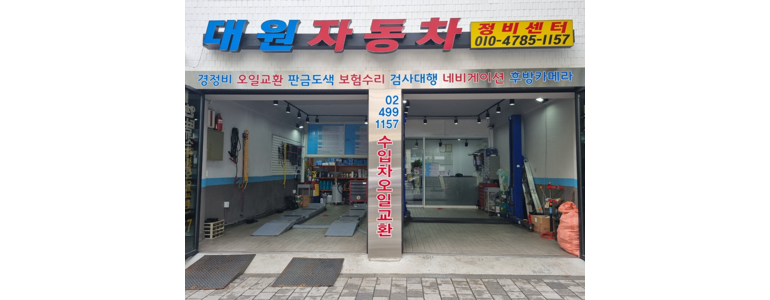 대원자동차
정비센터
010-4785-1157
경정비 오일교환 판금도색 보험수리 검사대행 네비게이션 후방카메라
02
499
1157
수입차오일교환